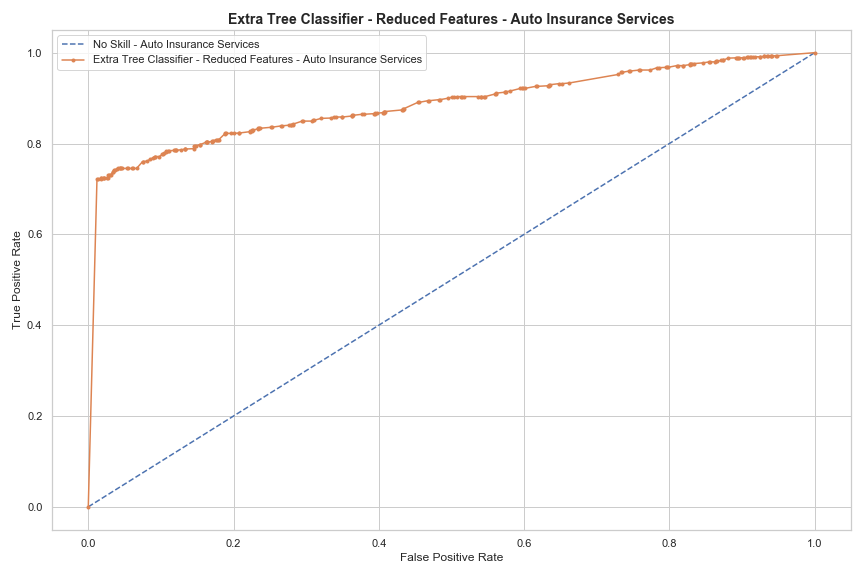 Extra Tree Classifier - Reduced Features - Auto Insurance Services
No Skill - Auto Insurance Services
Extra Tree Classifier - Reduced Features - Auto Insurance Services
1.0
0.8
0.6
0.4
0.2
0.0
True Positive Rate
0.0 0.2 0.4 0.6 0.8 1.0
False Positive Rate